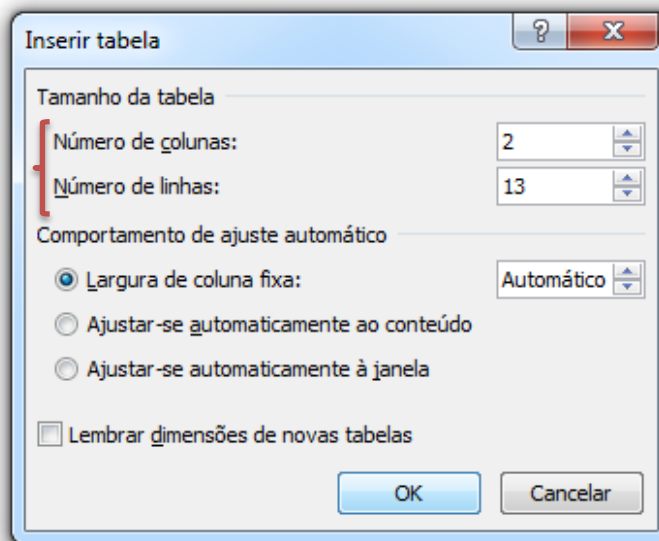 Inserir tabela
Tamanho da tabela
Número de colunas: 2
Número de linhas: 13
Comportamento de ajuste automático
Largura de coluna fixa: Automático
Ajustar-se automaticamente ao conteúdo
Ajustar-se automaticamente à janela
Lembrar dimensões de novas tabelas
OK Cancelar